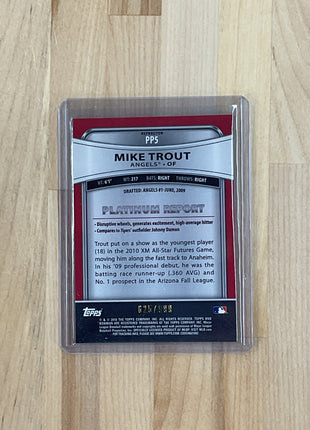 REFRACTOR
PP5
MIKE TROUT
ANGELS • OF
HT: 6'1" WT: 217 BATS: RIGHT THROWS: RIGHT
DRAFTED: ANGELS #1-JUNE, 2009
PLATINUM REPORT
• Disruptive wheels, generates excitement, high-average hitter
• Compares to Tigers' outfielder Johnny Damon
Trout put on a show as the youngest player
(18) in the 2010 XM All-Star Futures Game,
moving him along the fast track to Anaheim.
In his '09 professional debut, he was the
batting race runner-up (.360 AVG) and
No. 1 prospect in the Arizona Fall League.
Topps